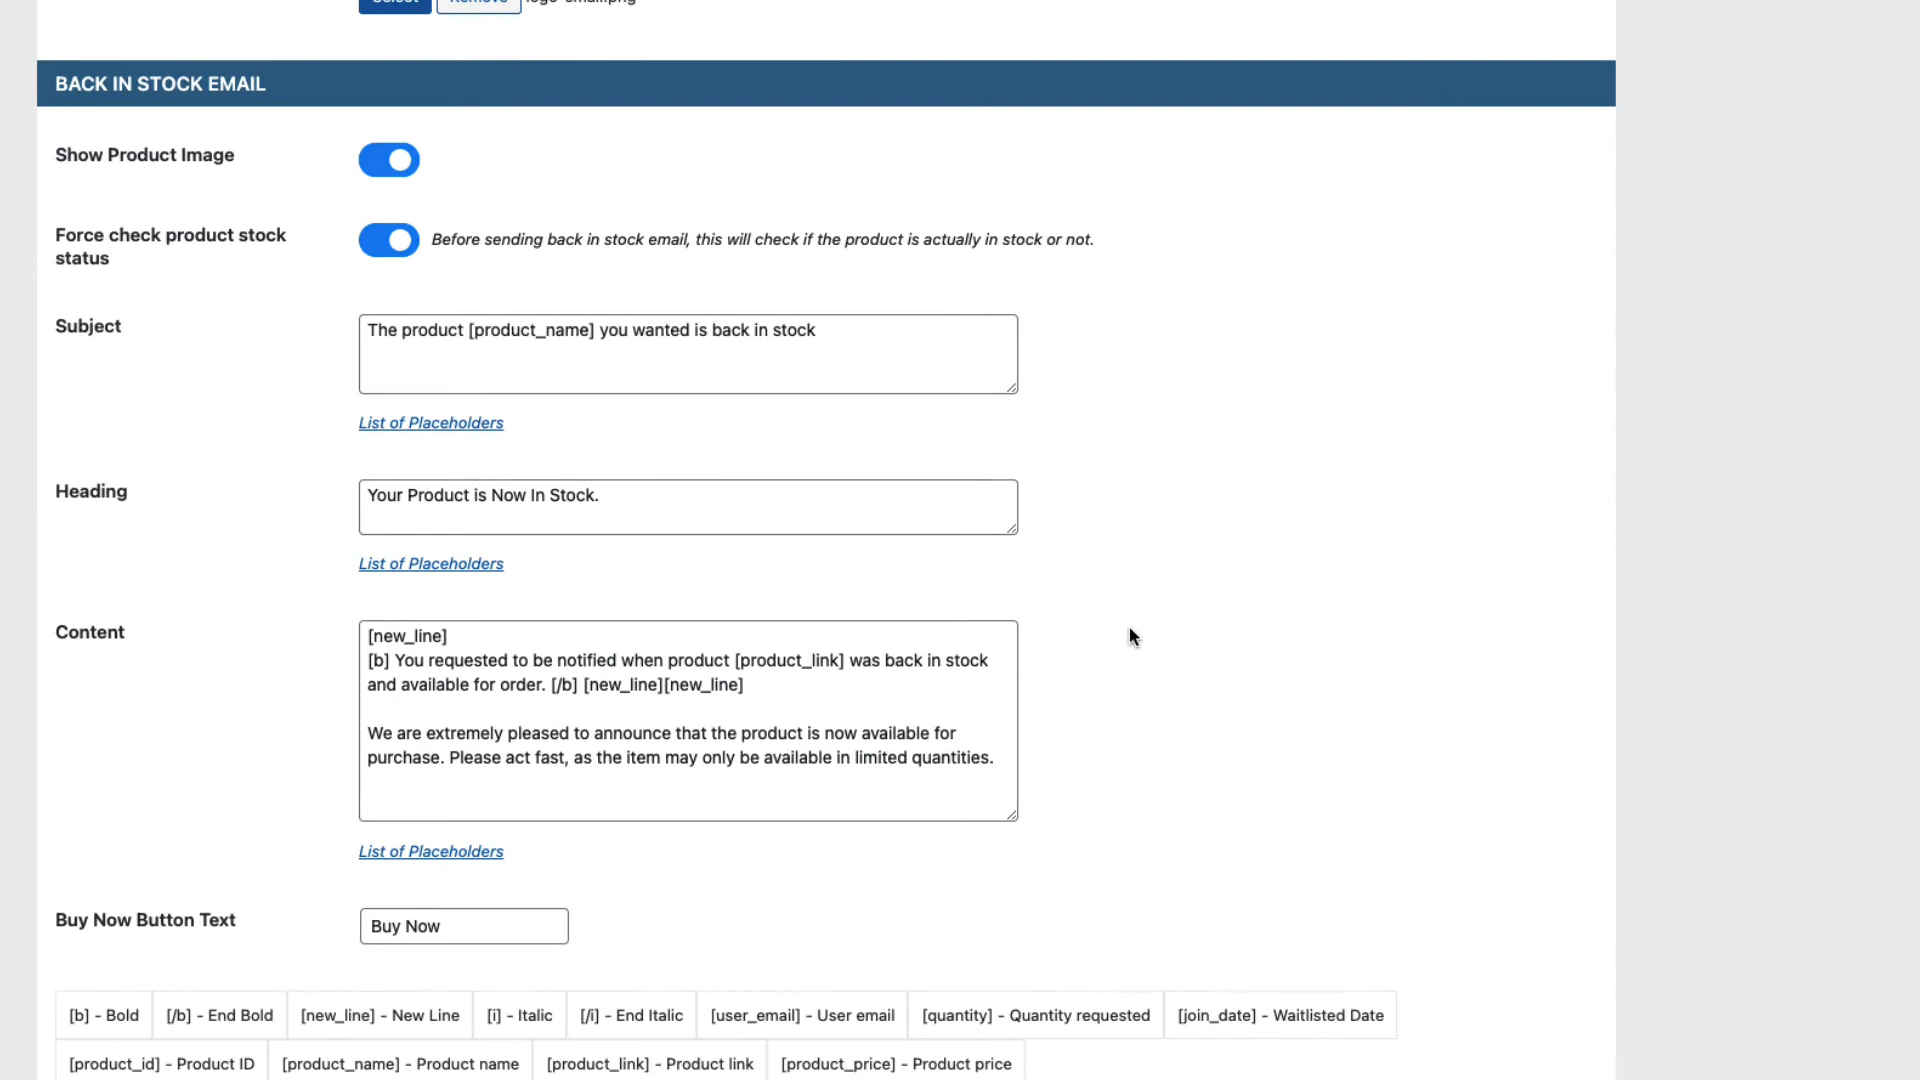 Select Remove logo-email.png
BACK IN STOCK EMAIL
Show Product Image
Force check product stock
status
Before sending back in stock email, this will check if the product is actually in stock or not.
Subject
The product [product_name] you wanted is back in stock
List of Placeholders
Heading
Your Product is Now In Stock.
List of Placeholders
Content
[new_line]
[b] You requested to be notified when product [product_link] was back in stock
and available for order. [/b] [new_line][new_line]
We are extremely pleased to announce that the product is now available for
purchase. Please act fast, as the item may only be available in limited quantities.
List of Placeholders
Buy Now Button Text
Buy Now
[b] - Bold [/b] - End Bold [new_line] - New Line [i] - Italic [/i] - End Italic [user_email] - User email [quantity] - Quantity requested [join_date] - Waitlisted Date
[product_id] - Product ID [product_name] - Product name [product_link] - Product link [product_price] - Product price